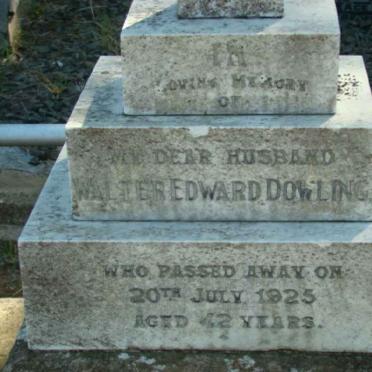 IN
LOVING MEMORY
OF
MY DEAR HUSBAND
WALTER EDWARD DOWLING
WHO PASSED AWAY ON
20TH JULY 1925
AGED 42 YEARS.